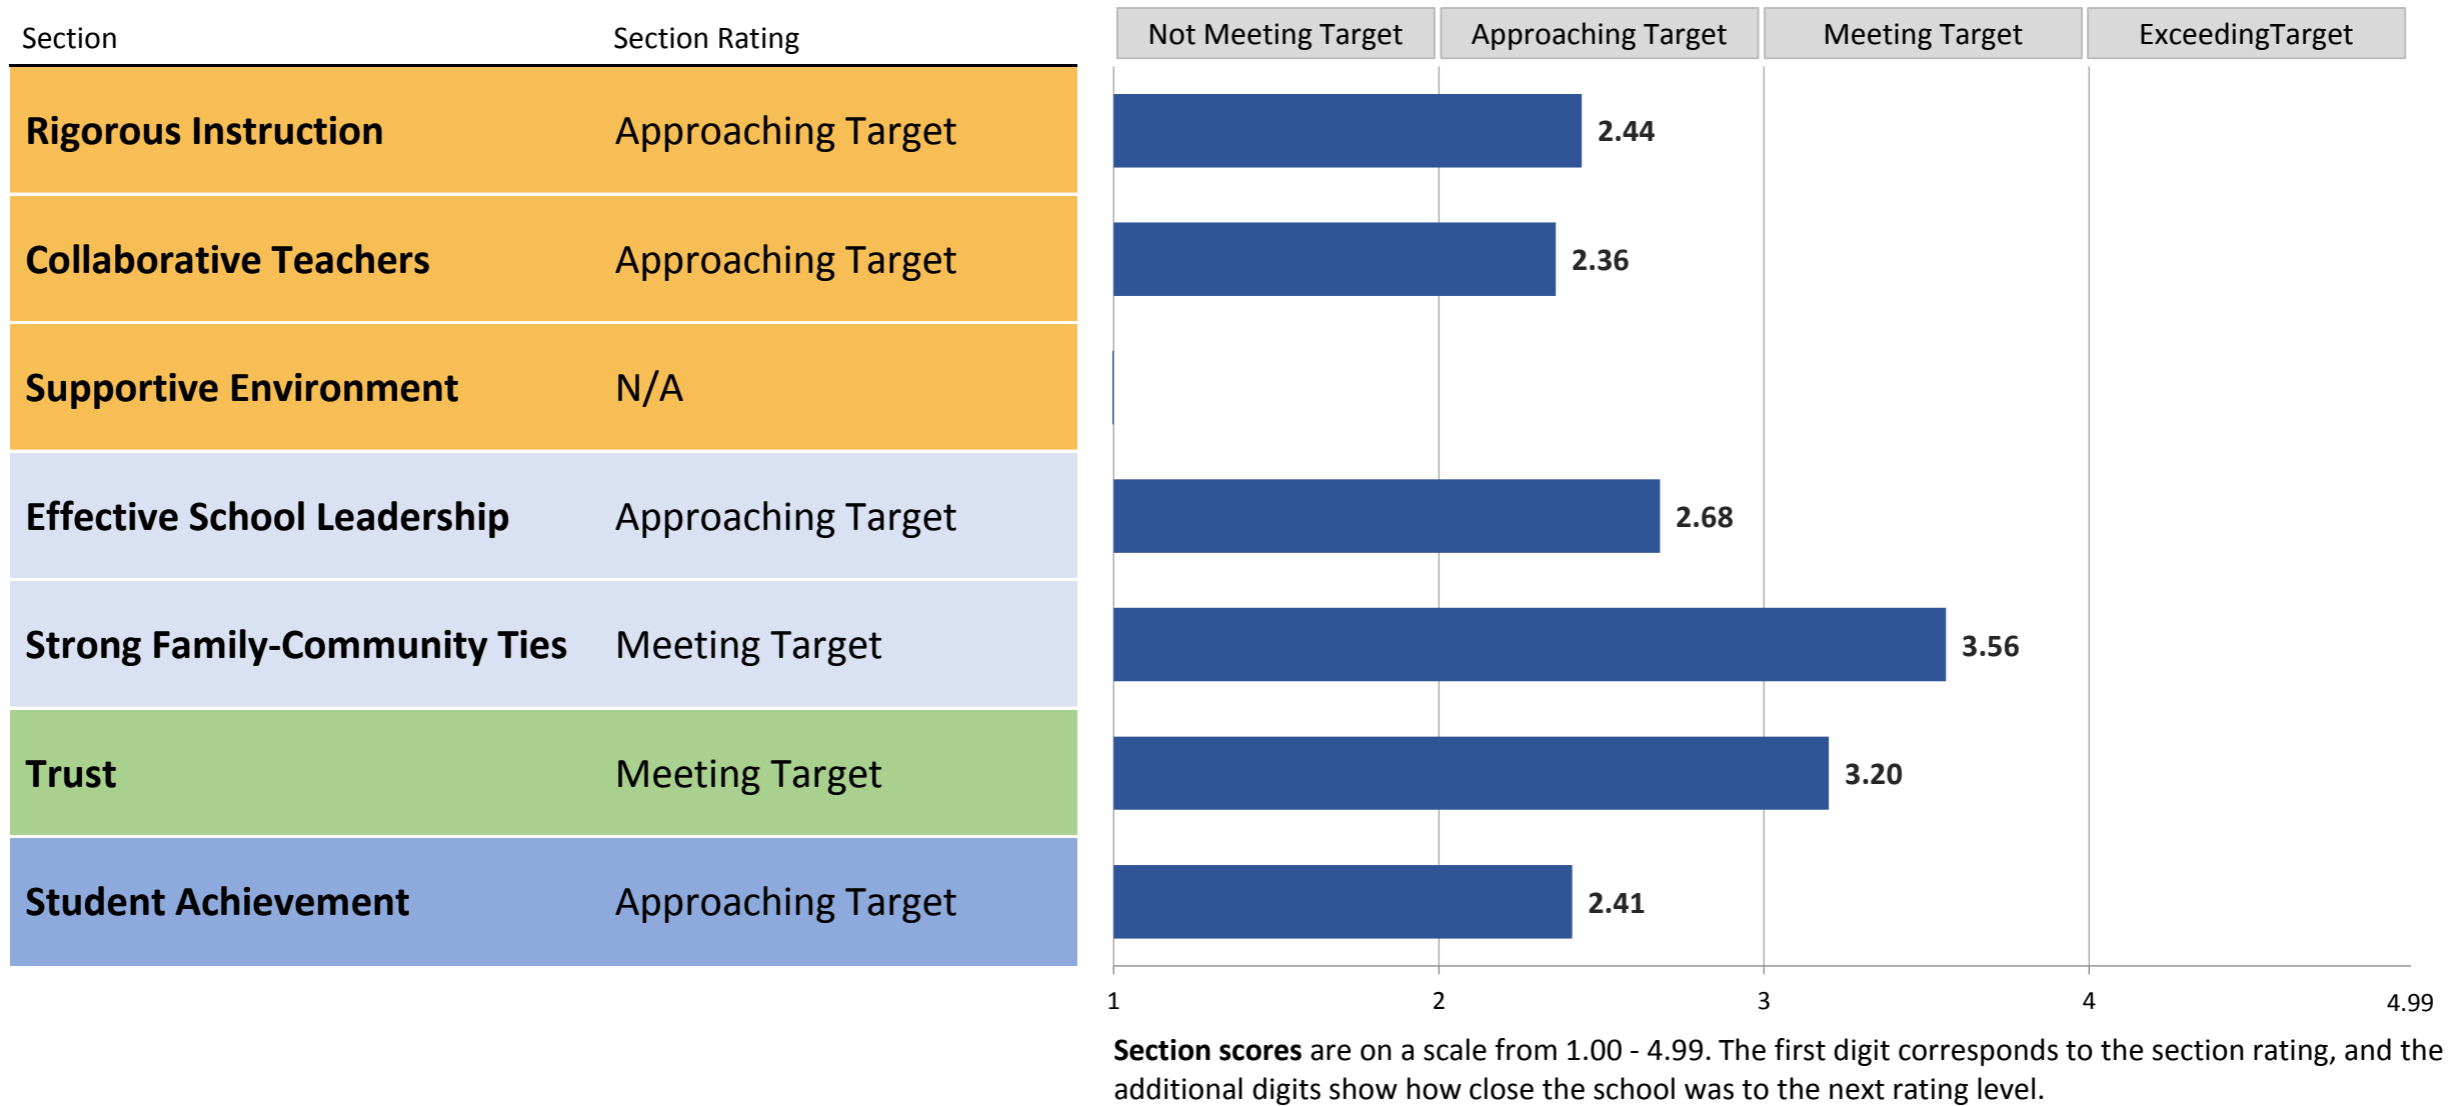 Section Section Rating Not Meeting Target Approaching Target Meeting Target ExceedingTarget
Rigorous Instruction Approaching Target 2.44
Collaborative Teachers Approaching Target 2.36
Supportive Environment N/A
Effective School Leadership Approaching Target 2.68
Strong Family-Community Ties Meeting Target 3.56
Trust Meeting Target 3.20
Student Achievement Approaching Target 2.41
1 2 3 4 4.99
Section scores are on a scale from 1.00 - 4.99. The first digit corresponds to the section rating, and the
additional digits show how close the school was to the next rating level.